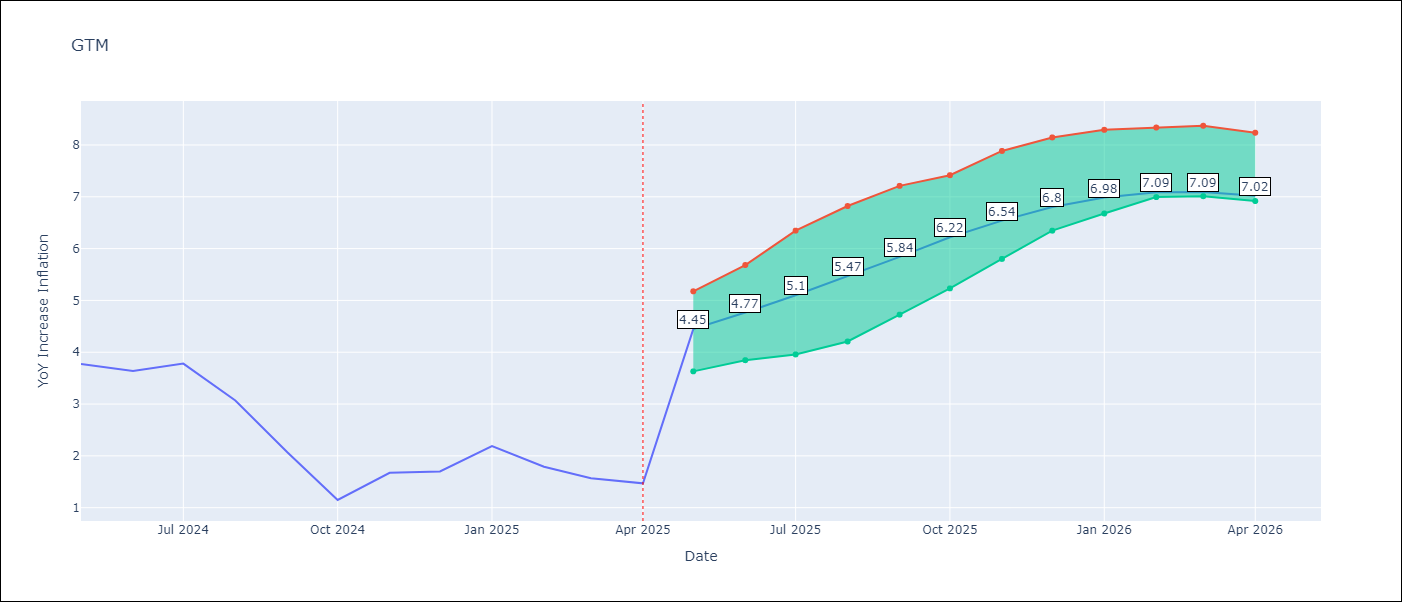 GTM
YoY Increase Inflation
8
7
6
5
4
3
2
1
4.45
4.77
5.1
5.47
5.84
6.22
6.54
6.8
6.98
7.09
7.09
7.02
Jul 2024
Oct 2024
Jan 2025
Apr 2025
Jul 2025
Oct 2025
Jan 2026
Apr 2026
Date